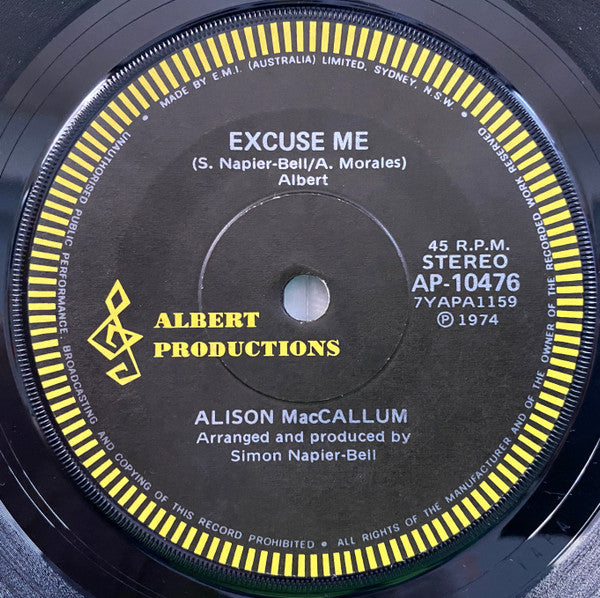 • MADE BY E.M.I. (AUSTRALIA) LIMITED, SYDNEY, N.S.W. •
EXCUSE ME
(S. Napier-Bell/A. Morales)
Albert
45 R.P.M.
STEREO
AP-10476
7YAPA1159
℗ 1974
ALBERT
PRODUCTIONS
ALISON MacCALLUM
Arranged and produced by
Simon Napier-Bell
UNAUTHORISED PUBLIC PERFORMANCE BROADCASTING AND COPYING OF THIS RECORD PROHIBITED • ALL RIGHTS OF THE MANUFACTURER AND OF THE OWNER OF THE RECORDED WORK RESERVED